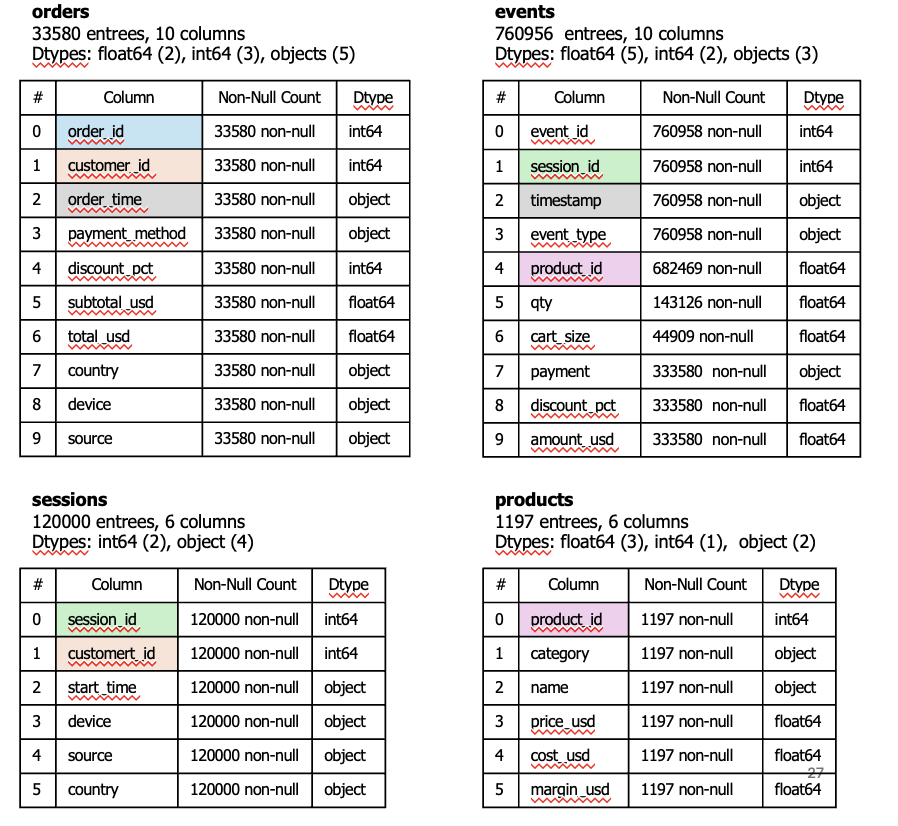 orders
33580 entrees, 10 columns
Dtypes: float64 (2), int64 (3), objects (5)
# Column Non-Null Count Dtype
0 order_id 33580 non-null int64
1 customer_id 33580 non-null int64
2 order_time 33580 non-null object
3 payment_method 33580 non-null object
4 discount_pct 33580 non-null int64
5 subtotal_usd 33580 non-null float64
6 total_usd 33580 non-null float64
7 country 33580 non-null object
8 device 33580 non-null object
9 source 33580 non-null object
events
760956 entrees, 10 columns
Dtypes: float64 (5), int64 (2), objects (3)
# Column Non-Null Count Dtype
0 event_id 760958 non-null int64
1 session_id 760958 non-null int64
2 timestamp 760958 non-null object
3 event_type 760958 non-null object
4 product_id 682469 non-null float64
5 qty 143126 non-null float64
6 cart_size 44909 non-null float64
7 payment 333580 non-null object
8 discount_pct 333580 non-null float64
9 amount_usd 333580 non-null float64
sessions
120000 entrees, 6 columns
Dtypes: int64 (2), object (4)
# Column Non-Null Count Dtype
0 session_id 120000 non-null int64
1 customert_id 120000 non-null int64
2 start_time 120000 non-null object
3 device 120000 non-null object
4 source 120000 non-null object
5 country 120000 non-null object
products
1197 entrees, 6 columns
Dtypes: float64 (3), int64 (1), object (2)
# Column Non-Null Count Dtype
0 product_id 1197 non-null int64
1 category 1197 non-null object
2 name 1197 non-null object
3 price_usd 1197 non-null float64
4 cost_usd 1197 non-null float64
27
5 margin_usd 1197 non-null float64